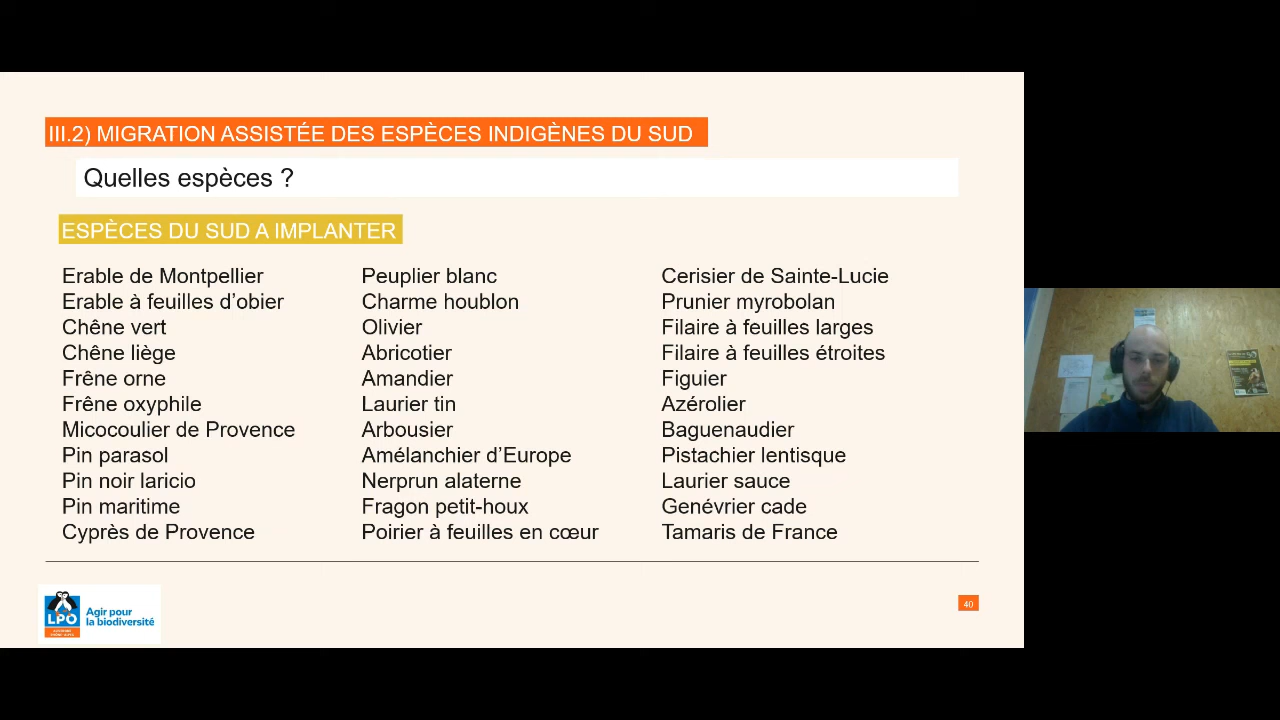 III.2) MIGRATION ASSISTÉE DES ESPÈCES INDIGÈNES DU SUD
Quelles espèces ?
ESPÈCES DU SUD A IMPLANTER
Erable de Montpellier
Erable à feuilles d’obier
Chêne vert
Chêne liège
Frêne orne
Frêne oxyphile
Micocoulier de Provence
Pin parasol
Pin noir laricio
Pin maritime
Cyprès de Provence
Peuplier blanc
Charme houblon
Olivier
Abricotier
Amandier
Laurier tin
Arbousier
Amélanchier d’Europe
Nerprun alaterne
Fragon petit-houx
Poirier à feuilles en cœur
Cerisier de Sainte-Lucie
Prunier myrobolan
Filaire à feuilles larges
Filaire à feuilles étroites
Figuier
Azérolier
Baguenaudier
Pistachier lentisque
Laurier sauce
Genévrier cade
Tamaris de France
LPO
Agir pour
la biodiversité
40